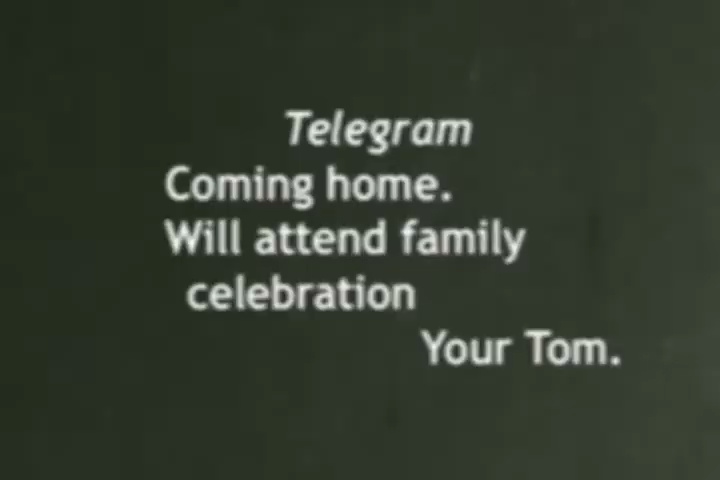 Telegram
Coming home.
Will attend family
celebration
Your Tom.